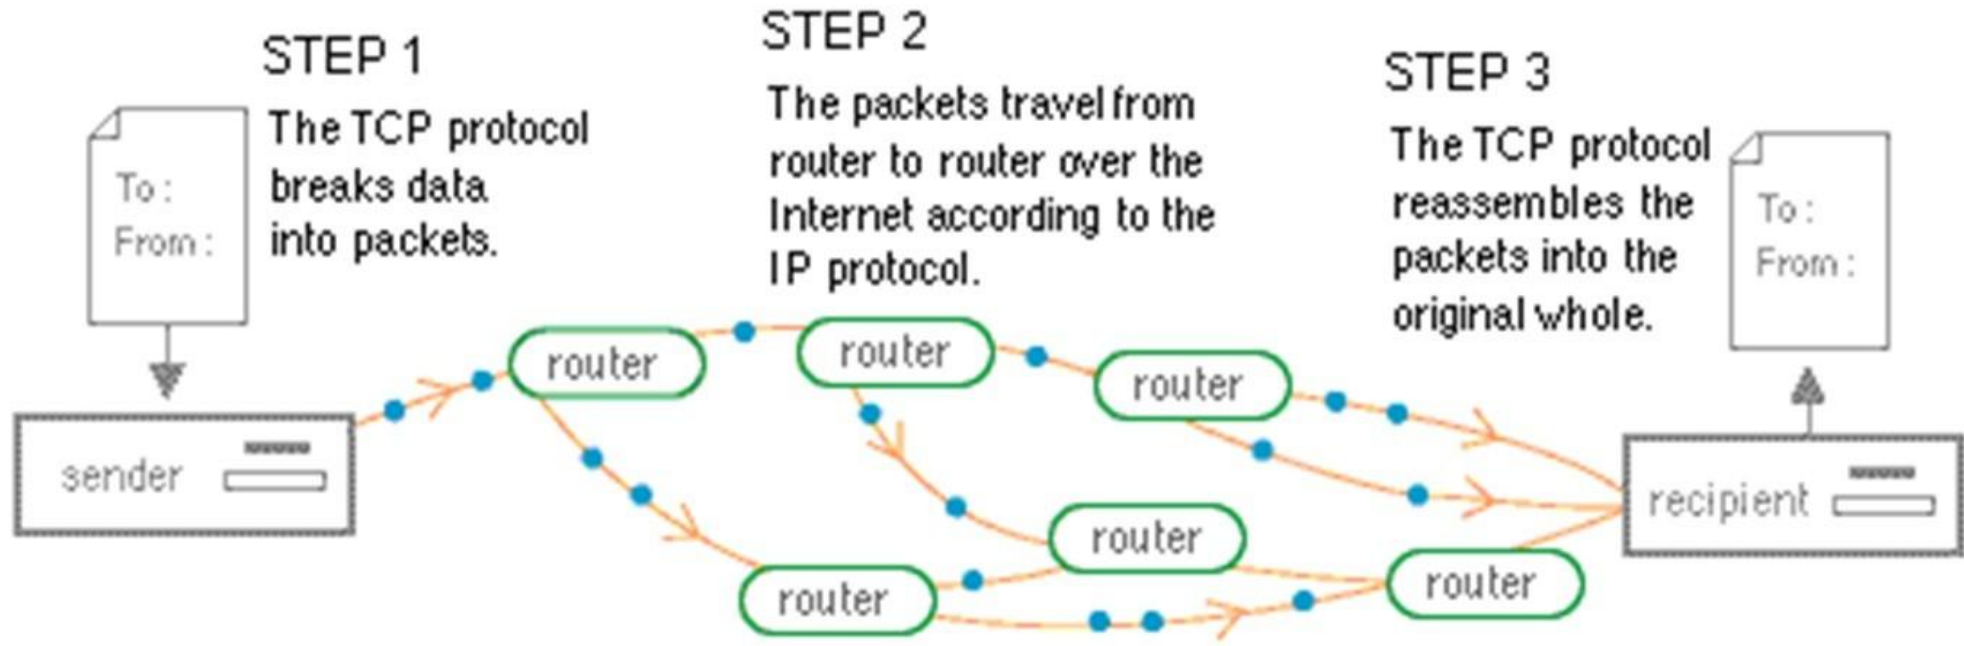 STEP 1
The TCP protocol
breaks data
into packets.
To :
From :
STEP 2
The packets travel from
router to router over the
Internet according to the
IP protocol.
STEP 3
The TCP protocol
reassembles the
packets into the
original whole.
To :
From :
sender
router
router
router
router
router
router
recipient